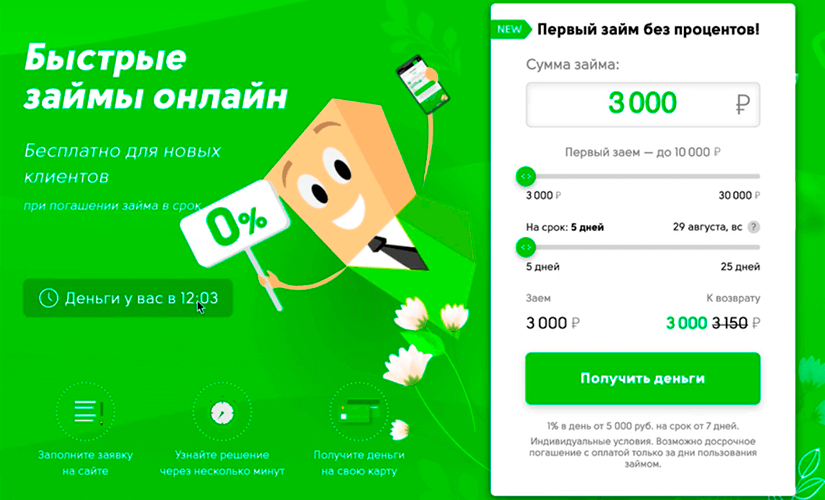 Быстрые
займы онлайн
Бесплатно для новых
клиентов
при погашении займа в срок
0%
Деньги у вас в 12:03
Заполните заявку
на сайте
Узнайте решение
через несколько минут
Получите деньги
на свою карту
NEW
Первый займ без процентов!
Сумма займа:
3 000 ₽
Первый заем — до 10 000 ₽
3 000 ₽ 30 000 ₽
На срок: 5 дней 29 августа, вс ?
5 дней 25 дней
Заем К возврату
3 000 ₽ 3 000 3 150 ₽
Получить деньги
1% в день от 5 000 руб. на срок от 7 дней.
Индивидуальные условия. Возможно досрочное
погашение с оплатой только за дни пользования
займом.